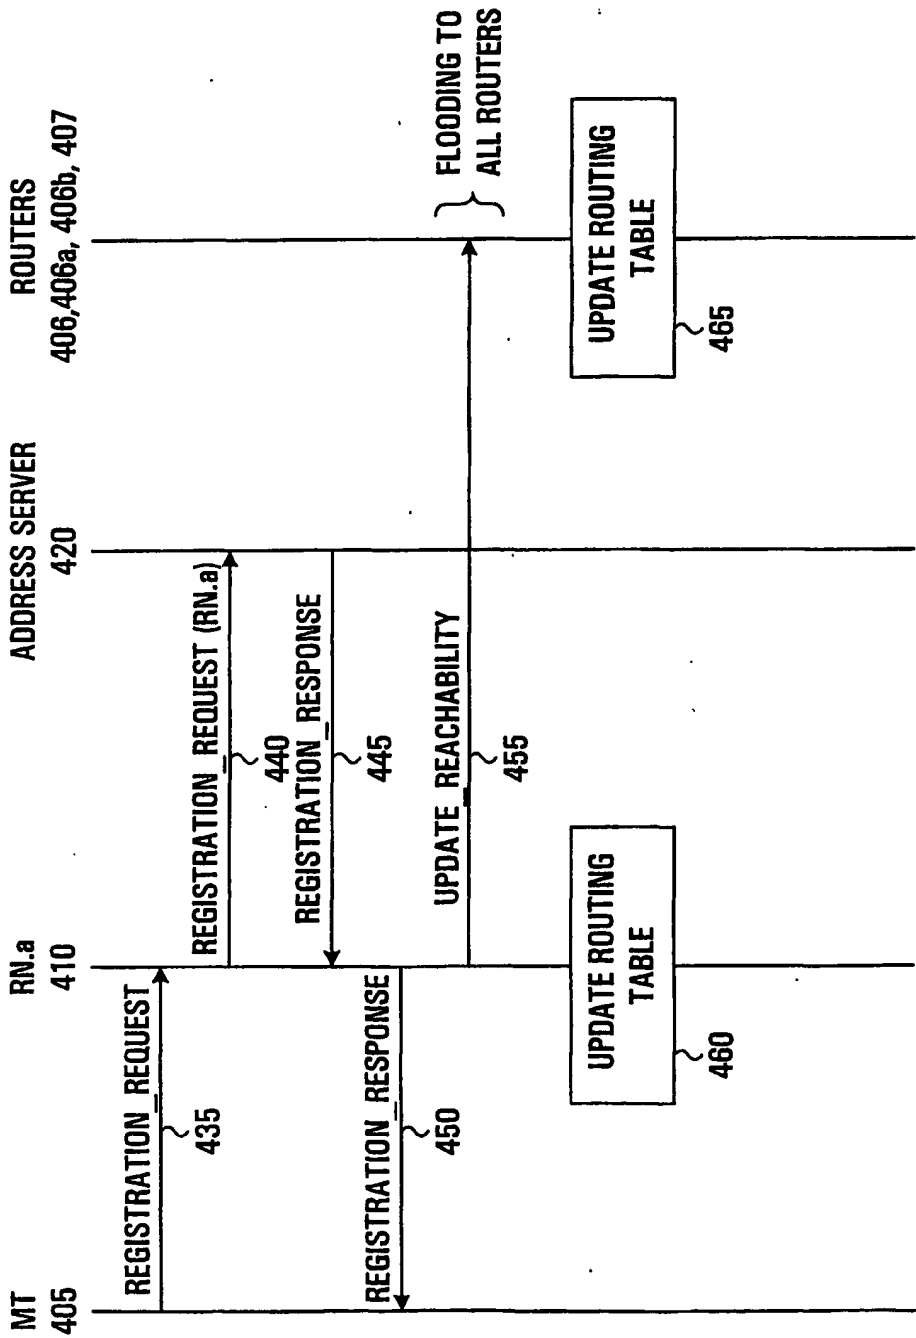 MT
405
RN.a
410
ADDRESS SERVER
420
ROUTERS
406,406a, 406b, 407
REGISTRATION_REQUEST
435
REGISTRATION_REQUEST (RN.a)
440
REGISTRATION_RESPONSE
445
REGISTRATION_RESPONSE
450
UPDATE_REACHABILITY
455
FLOODING TO
ALL ROUTERS
UPDATE ROUTING
TABLE
460
UPDATE ROUTING
TABLE
465